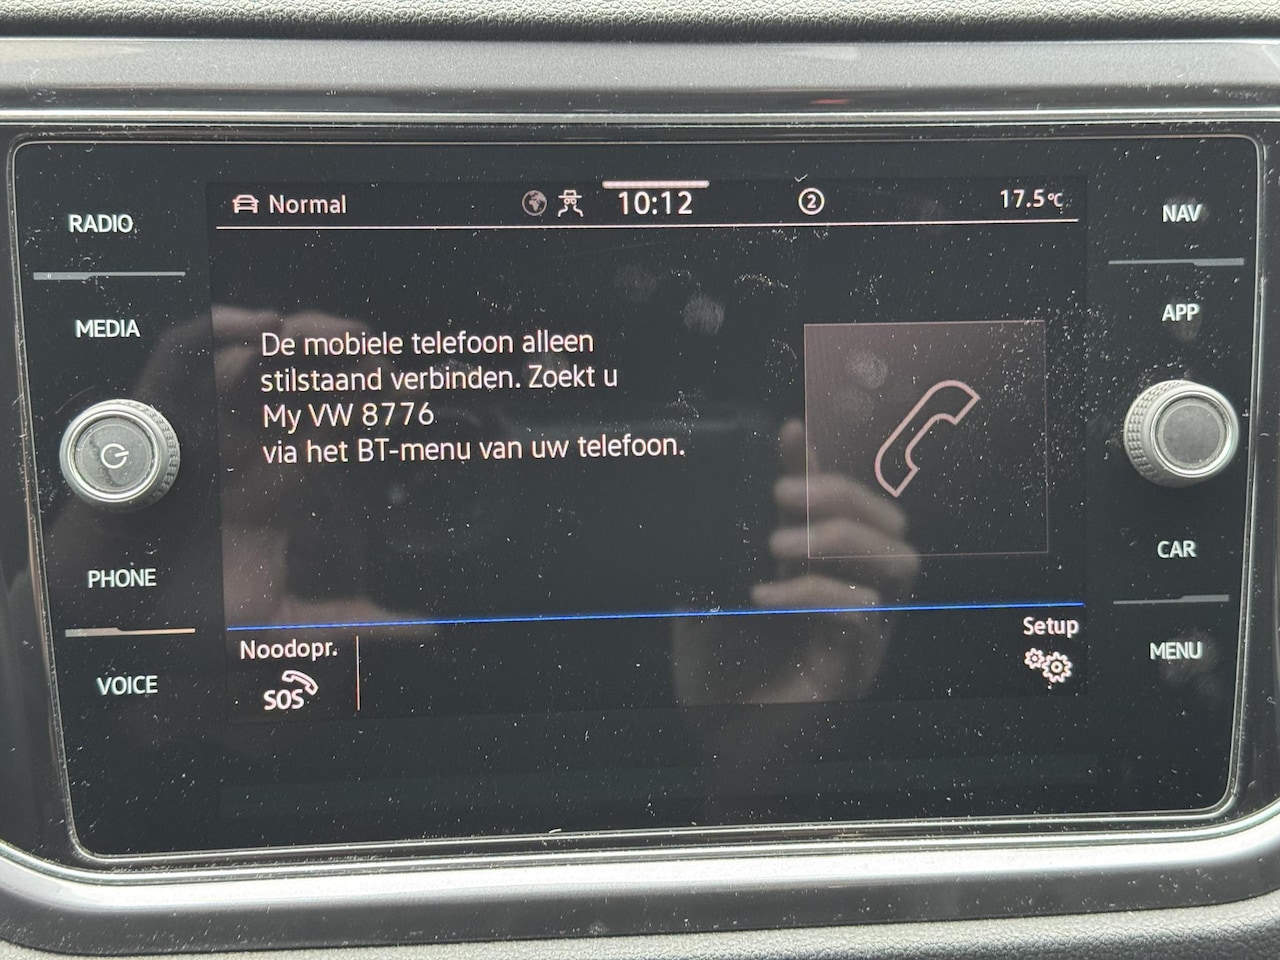 RADIO
MEDIA
PHONE
VOICE
Normal
10:12
2
17.5°C
De mobiele telefoon alleen
stilstaand verbinden. Zoekt u
My VW 8776
via het BT-menu van uw telefoon.
Noodopr.
SOS
Setup
NAV
APP
CAR
MENU